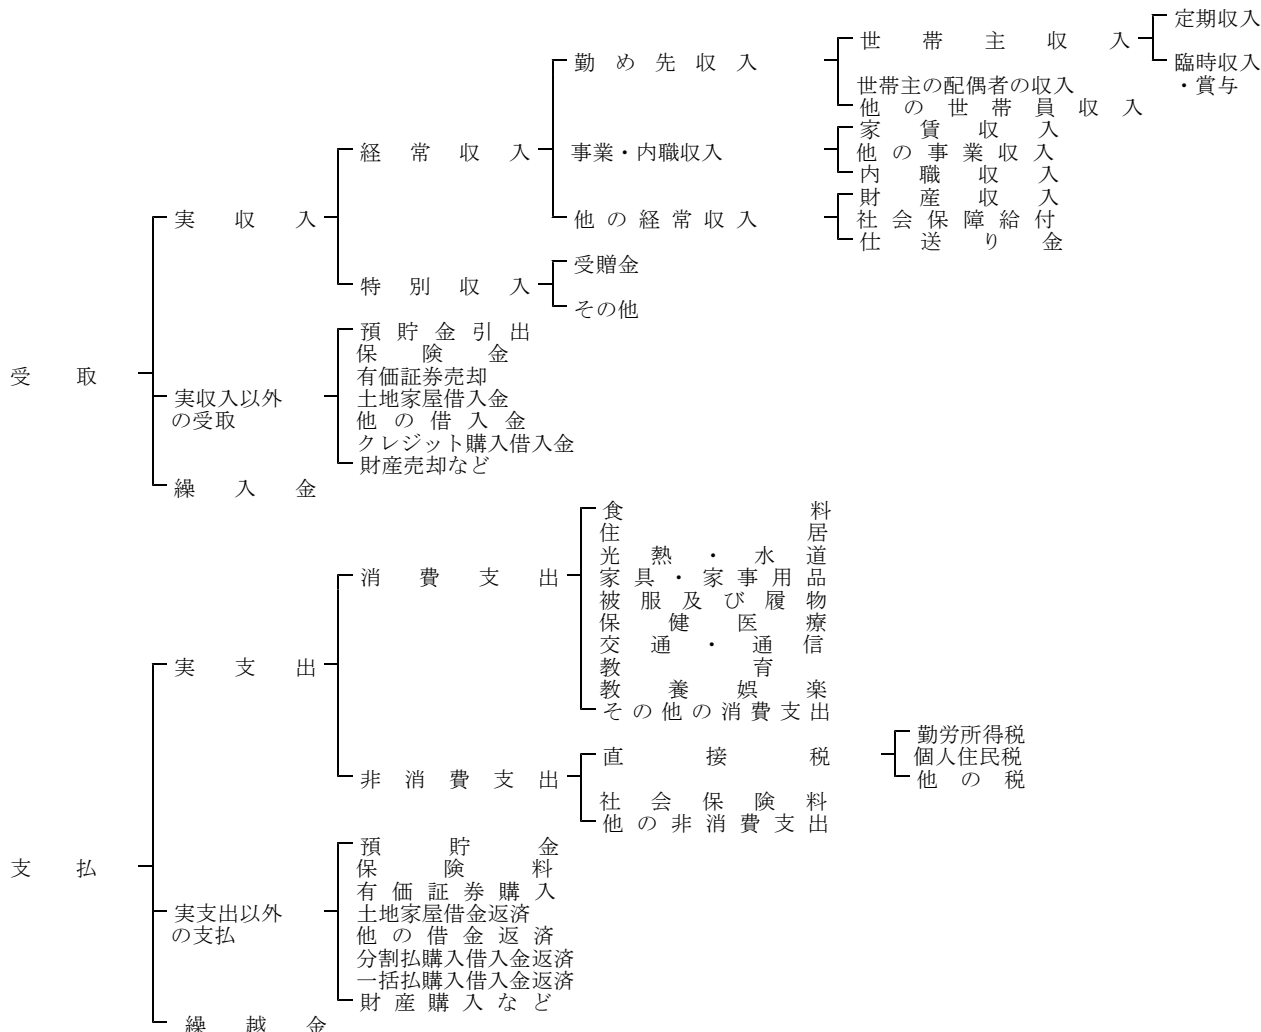 定期収入
世帯主収入
勤め先収入
臨時収入
・賞与
世帯主の配偶者の収入
他の世帯員収入
家賃収入
経常収入
事業・内職収入
他の事業収入
内職収入
財産収入
実収入
他の経常収入
社会保障給付
仕送り金
受贈金
特別収入
その他
預貯金引出
保険金
受取
有価証券売却
実収入以外
の受取
土地家屋借入金
他の借入金
クレジット購入借入金
財産売却など
繰入金
食料
住居
光熱・水道
消費支出
家具・家事用品
被服及び履物
保健医療
交通・通信
実支出
教育
教養娯楽
その他の消費支出
勤労所得税
直接税
個人住民税
非消費支出
他の税
社会保険料
他の非消費支出
預貯金
支払
保険料
有価証券購入
実支出以外
の支払
土地家屋借金返済
他の借金返済
分割払購入借入金返済
一括払購入借入金返済
財産購入など
繰越金